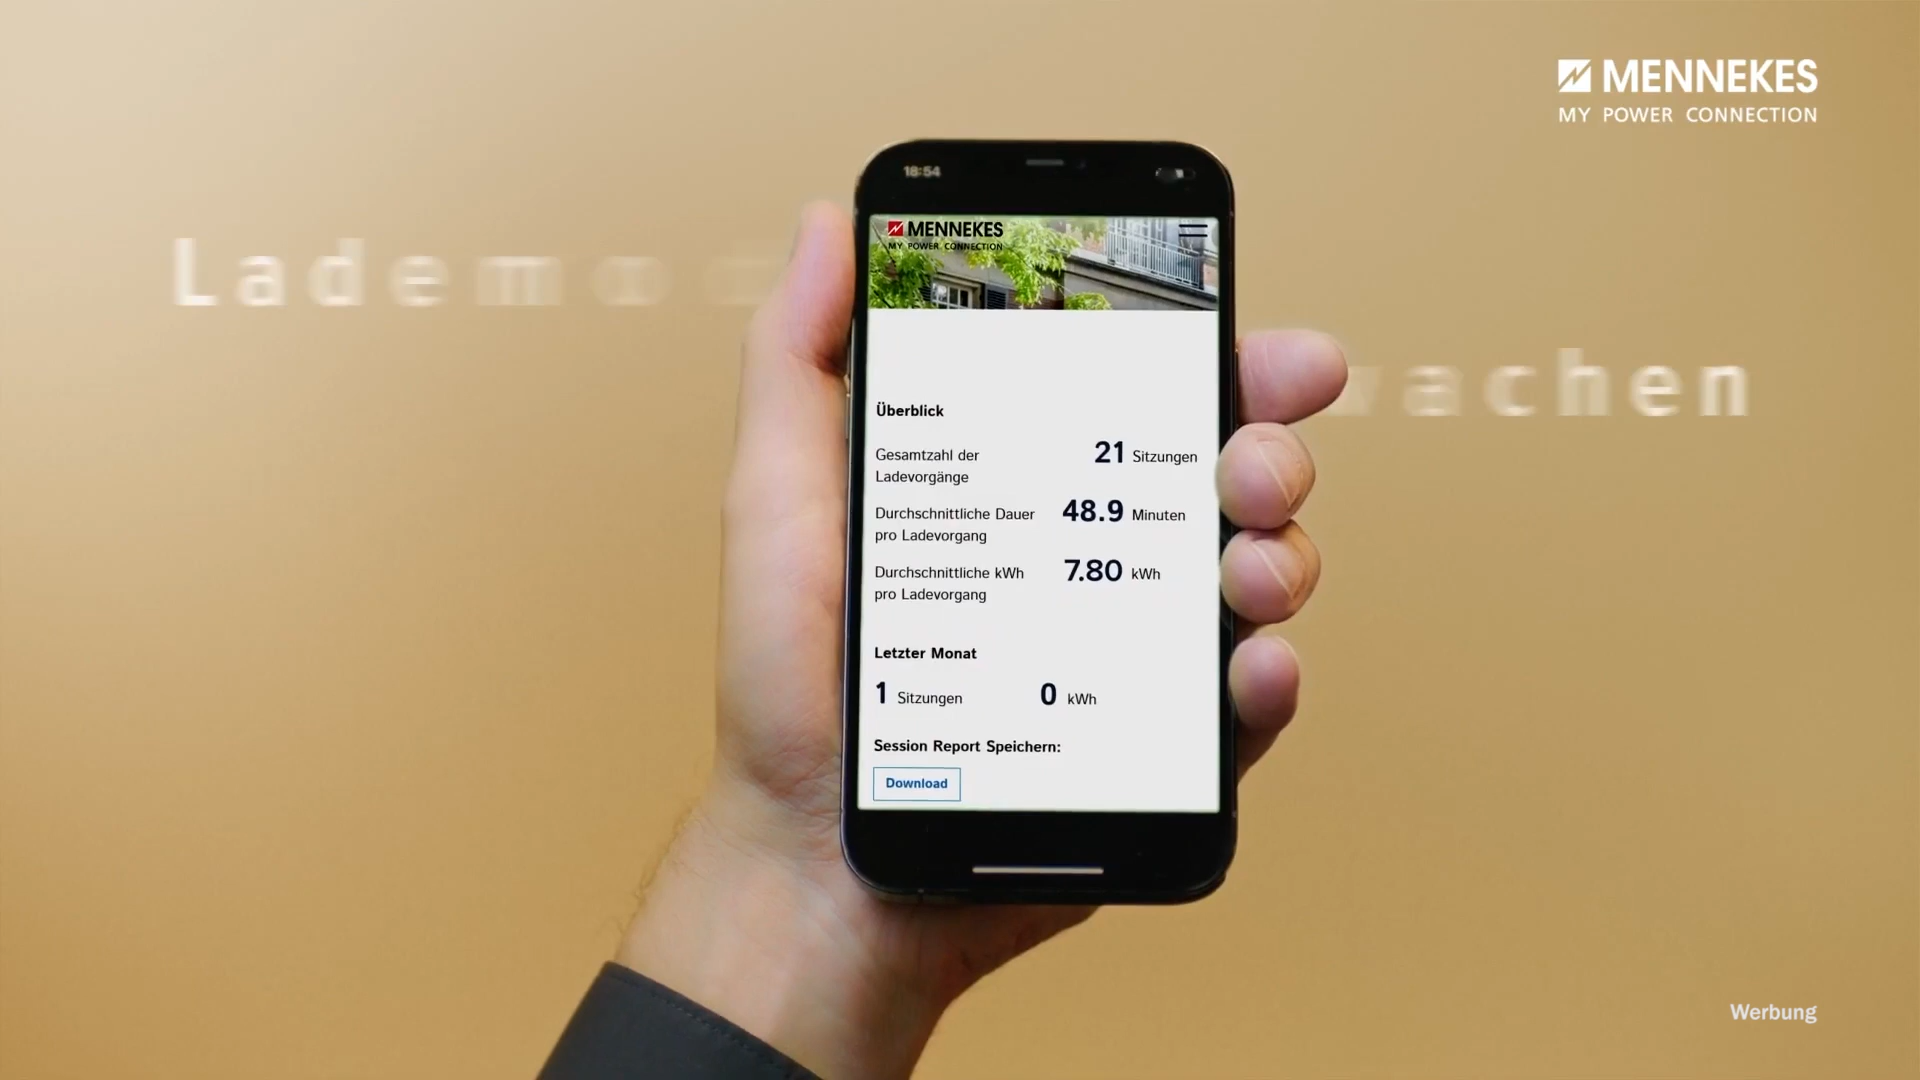 MENNEKES
MY POWER CONNECTION
18:54
MENNEKES
MY POWER CONNECTION
wachen
Überblick
Gesamtzahl der
Ladevorgänge
21 Sitzungen
Durchschnittliche Dauer
pro Ladevorgang
48.9 Minuten
Durchschnittliche kWh
pro Ladevorgang
7.80 kWh
Letzter Monat
1 Sitzungen
0 kWh
Session Report Speichern:
Download
Werbung